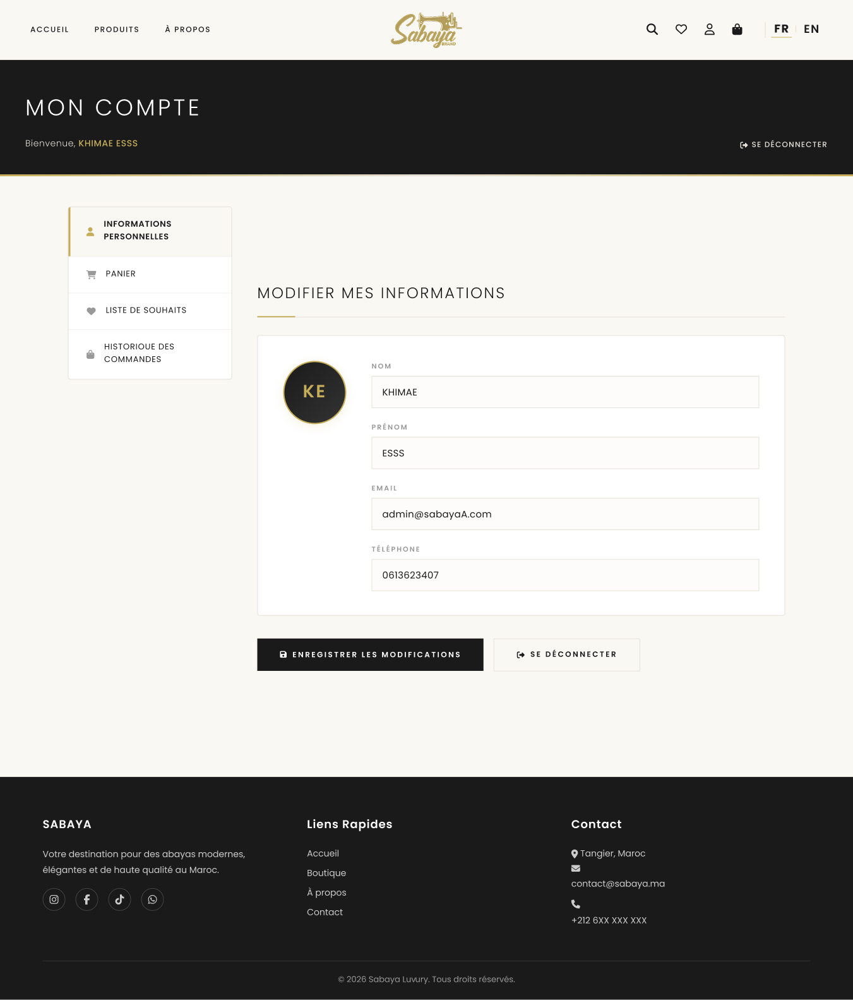 ACCUEIL PRODUITS À PROPOS
Sabaya
BRAND
FR EN
MON COMPTE
Bienvenue, KHIMAE ESSS
SE DÉCONNECTER
INFORMATIONS
PERSONNELLES
PANIER
LISTE DE SOUHAITS
HISTORIQUE DES
COMMANDES
MODIFIER MES INFORMATIONS
KE
NOM
KHIMAE
PRÉNOM
ESSS
EMAIL
admin@sabayaA.com
TÉLÉPHONE
0613623407
ENREGISTRER LES MODIFICATIONS
SE DÉCONNECTER
SABAYA
Votre destination pour des abayas modernes,
élégantes et de haute qualité au Maroc.
Liens Rapides
Accueil
Boutique
À propos
Contact
Contact
Tangier, Maroc
contact@sabaya.ma
+212 6XX XXX XXX
© 2026 Sabaya Luvury. Tous droits réservés.